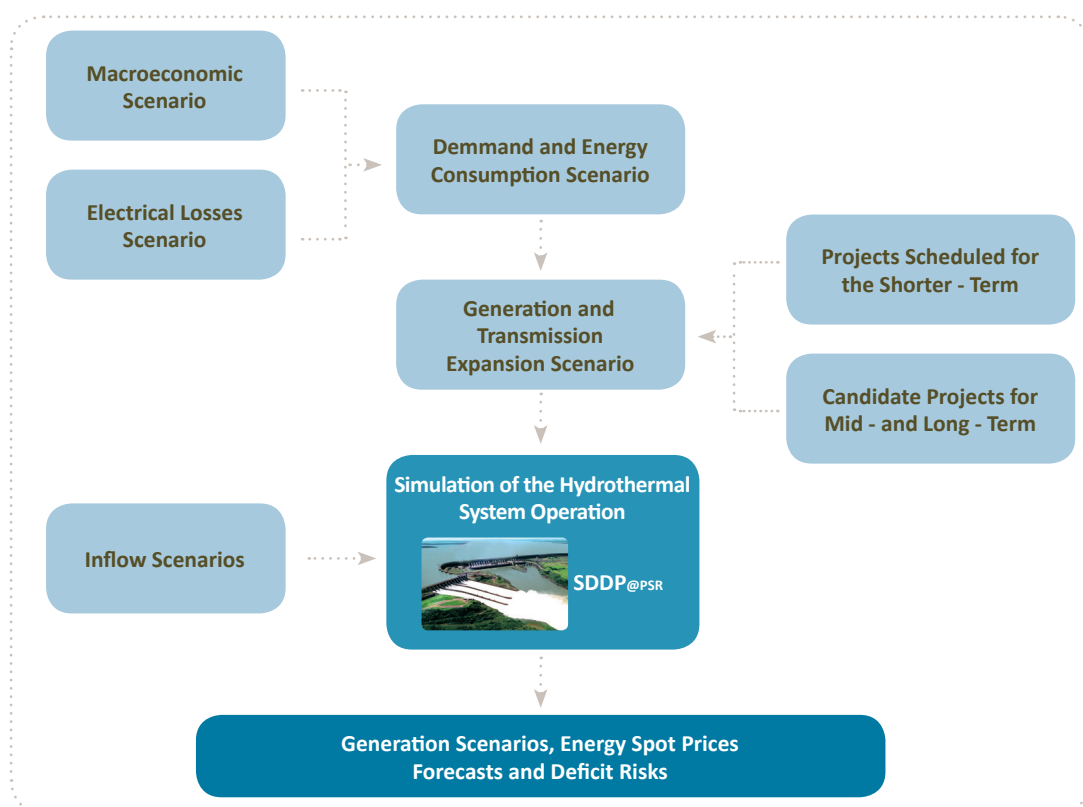 Macroeconomic
Scenario
Electrical Losses
Scenario
Demmand and Energy
Consumption Scenario
Generation and
Transmission
Expansion Scenario
Projects Scheduled for
the Shorter - Term
Candidate Projects for
Mid - and Long - Term
Inflow Scenarios
Simulation of the Hydrothermal
System Operation
SDDP@PSR
Generation Scenarios, Energy Spot Prices
Forecasts and Deficit Risks